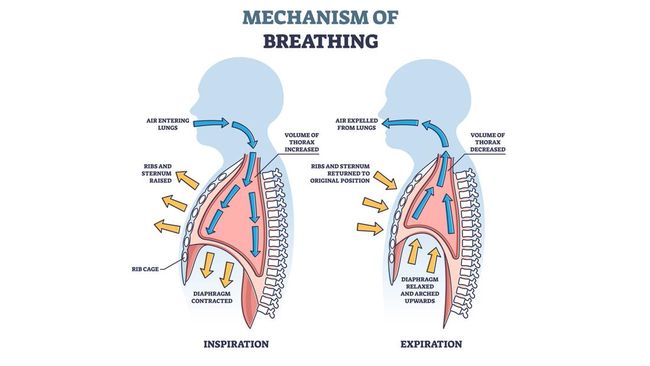 MECHANISM OF
BREATHING
AIR ENTERING
LUNGS
VOLUME OF
THORAX
INCREASED
RIBS AND
STERNUM
RAISED
RIB CAGE
DIAPHRAGM
CONTRACTED
INSPIRATION
AIR EXPELLED
FROM LUNGS
VOLUME OF
THORAX
DECREASED
RIBS AND STERNUM
RETURNED TO
ORIGINAL POSITION
DIAPHRAGM
RELAXED
AND ARCHED
UPWARDS
EXPIRATION